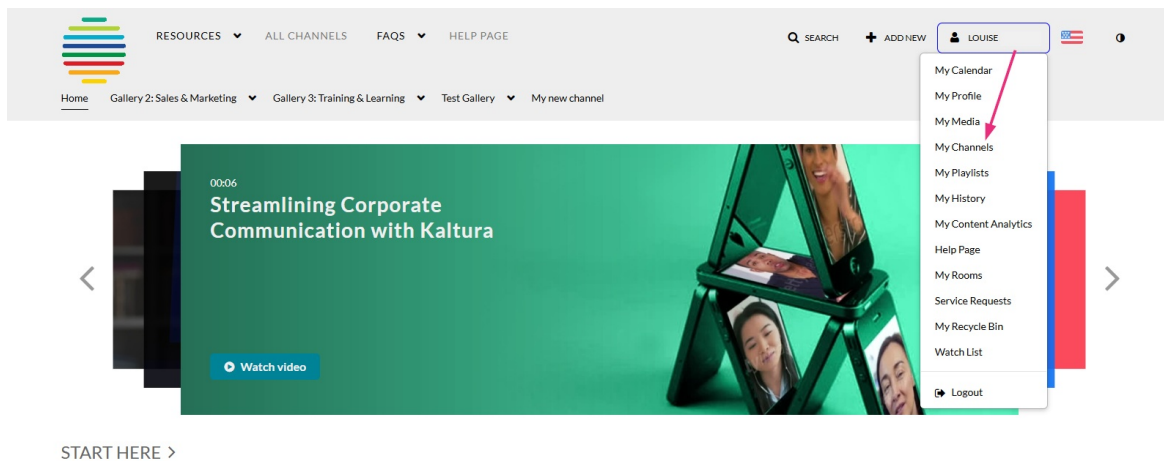 RESOURCES ALL CHANNELS FAQS HELP PAGE SEARCH ADD NEW LOUISE
Home Gallery 2: Sales & Marketing Gallery 3: Training & Learning Test Gallery My new channel
My Calendar
My Profile
My Media
My Channels
My Playlists
My History
My Content Analytics
Help Page
My Rooms
Service Requests
My Recycle Bin
Watch List
Logout
00:06
Streamlining Corporate
Communication with Kaltura
Watch video
START HERE >